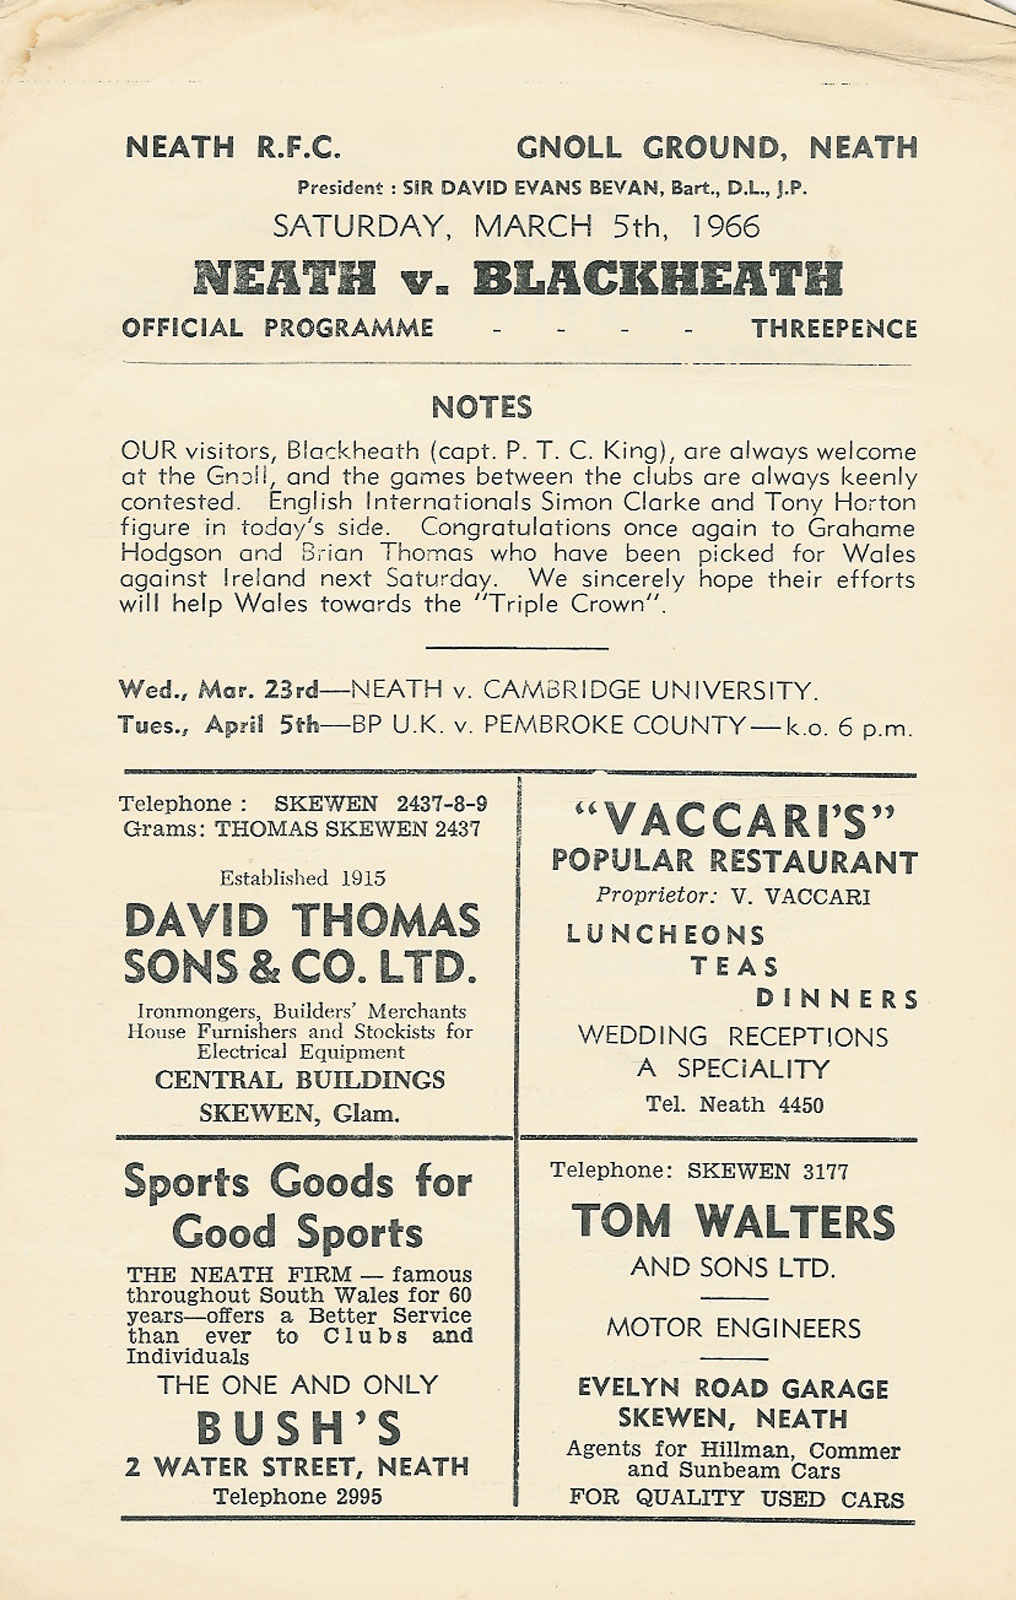 NEATH R.F.C. GNOLL GROUND, NEATH
President : SIR DAVID EVANS BEVAN, Bart., D.L., J.P.
SATURDAY, MARCH 5th, 1966
NEATH v. BLACKHEATH
OFFICIAL PROGRAMME - - - - THREEPENCE
NOTES
OUR visitors, Blackheath (capt. P. T. C. King), are always welcome
at the Gnoll, and the games between the clubs are always keenly
contested. English Internationals Simon Clarke and Tony Horton
figure in today's side. Congratulations once again to Grahame
Hodgson and Brian Thomas who have been picked for Wales
against Ireland next Saturday. We sincerely hope their efforts
will help Wales towards the "Triple Crown".
Wed., Mar. 23rd—NEATH v. CAMBRIDGE UNIVERSITY.
Tues., April 5th—BP U.K. v. PEMBROKE COUNTY—k.o. 6 p.m.
Telephone : SKEWEN 2437-8-9
Grams: THOMAS SKEWEN 2437
Established 1915
DAVID THOMAS
SONS & CO. LTD.
Ironmongers, Builders' Merchants
House Furnishers and Stockists for
Electrical Equipment
CENTRAL BUILDINGS
SKEWEN, Glam.
"VACCARI'S"
POPULAR RESTAURANT
Proprietor: V. VACCARI
LUNCHEONS
TEAS
DINNERS
WEDDING RECEPTIONS
A SPECIALITY
Tel. Neath 4450
Sports Goods for
Good Sports
THE NEATH FIRM — famous
throughout South Wales for 60
years—offers a Better Service
than ever to Clubs and
Individuals
THE ONE AND ONLY
BUSH'S
2 WATER STREET, NEATH
Telephone 2995
Telephone: SKEWEN 3177
TOM WALTERS
AND SONS LTD.
MOTOR ENGINEERS
EVELYN ROAD GARAGE
SKEWEN, NEATH
Agents for Hillman, Commer
and Sunbeam Cars
FOR QUALITY USED CARS